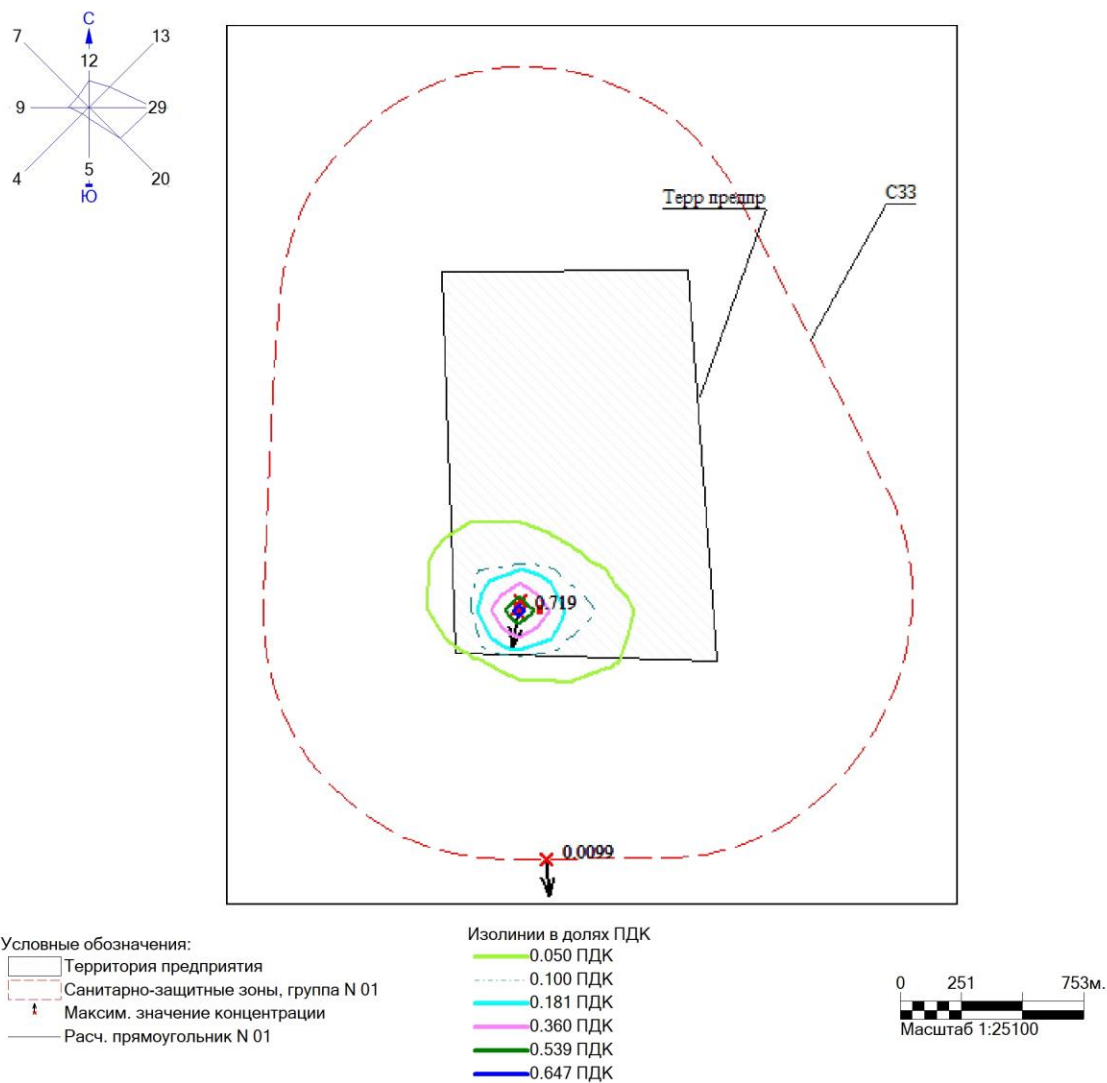 С
7
13
12
9
29
5
4
20
Ю
Терр предпр
СЗЗ
0.719
0.0099
Условные обозначения:
Территория предприятия
Санитарно-защитные зоны, группа N 01
Максим. значение концентрации
Расч. прямоугольник N 01
Изолинии в долях ПДК
0.050 ПДК
0.100 ПДК
0.181 ПДК
0.360 ПДК
0.539 ПДК
0.647 ПДК
0 251 753м.
Масштаб 1:25100